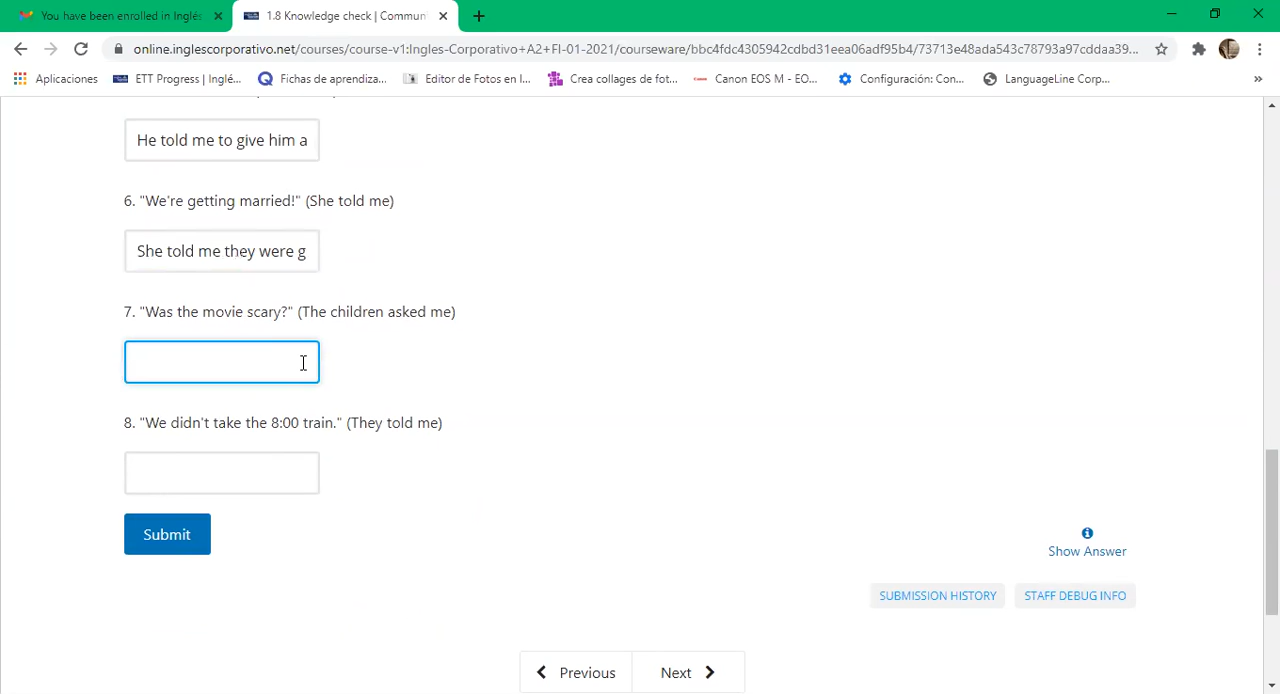 You have been enrolled in Inglés
1.8 Knowledge check | Commun
online.inglescorporativo.net/courses/course-v1:Ingles-Corporativo+A2+FI-01-2021/courseware/bbc4fdc4305942cdbd31eea06adf95b4/73713e48ada543c78793a97cddaa39...
Aplicaciones
ETT Progress | Inglé...
Fichas de aprendiza...
Editor de Fotos en l...
Crea collages de fot...
Canon EOS M - EO...
Configuración: Con...
LanguageLine Corp...
He told me to give him a
6. "We're getting married!" (She told me)
She told me they were g
7. "Was the movie scary?" (The children asked me)
8. "We didn't take the 8:00 train." (They told me)
Submit
Show Answer
SUBMISSION HISTORY
STAFF DEBUG INFO
Previous
Next